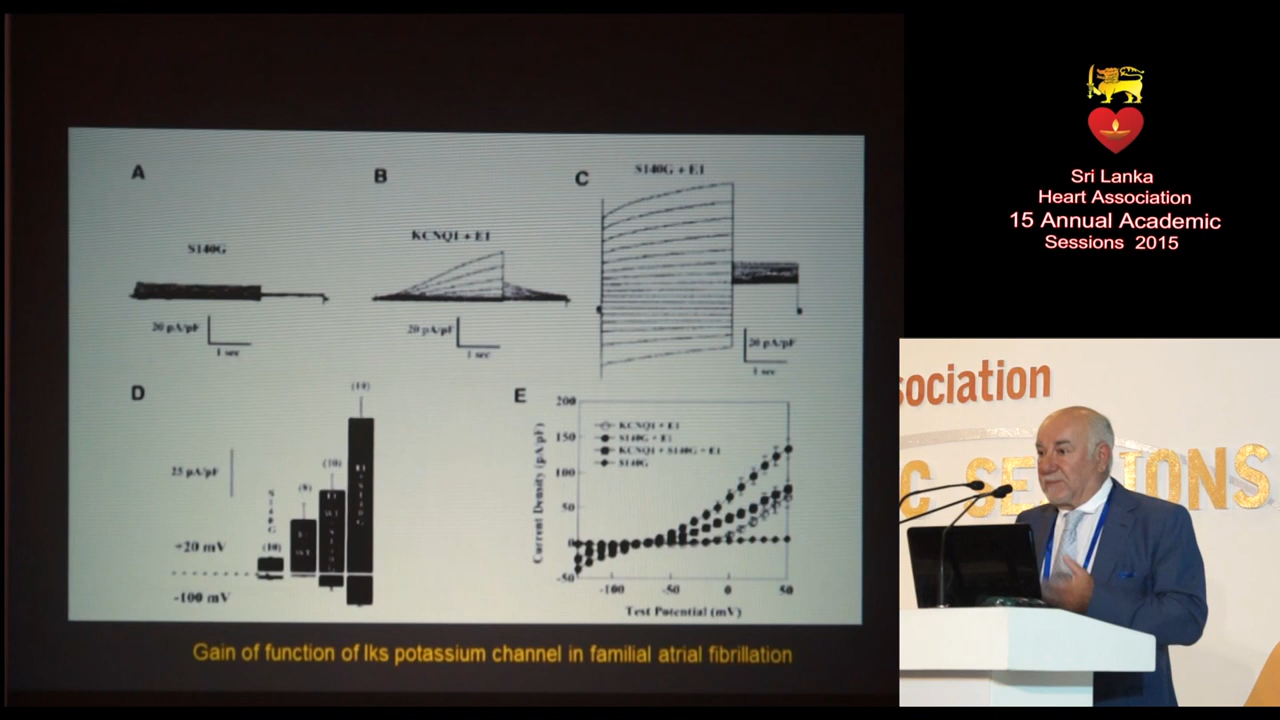 A
S140G
20 pA/pF
1 sec
B
KCNQ1 + E1
20 pA/pF
1 sec
C
S140G + E1
20 pA/pF
1 sec
D
25 pA/pF
+20 mV
-100 mV
S140G
(10)
(8)
(10)
E
200
150
100
50
0
-50
Current Density (pA/pF)
KCNQ1 + E1
S140G + E1
KCNQ1 + S140G + E1
S140G
-100
-50
0
50
Test Potential (mV)
Gain of function of Iks potassium channel in familial atrial fibrillation
Sri Lanka
Heart Association
15 Annual Academic
Sessions 2015
sociation
C SE TIONS